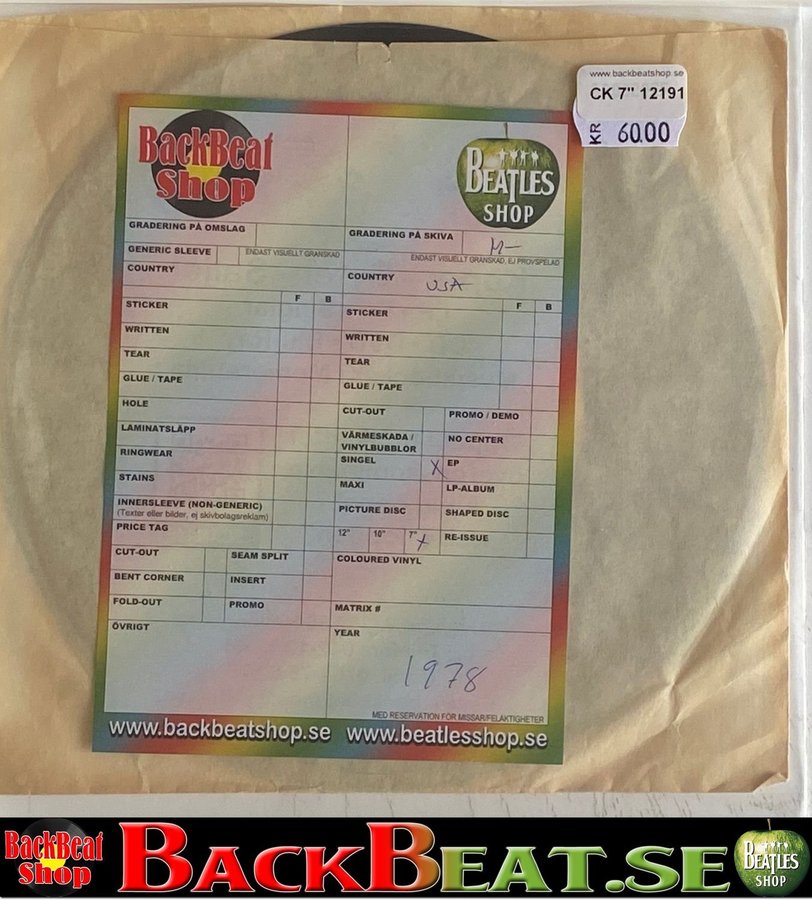 www.backbeatshop.se
CK 7" 12191
KR 60.00
BackBeat
Shop
BEATLES
SHOP
GRADERING PÅ OMSLAG
GENERIC SLEEVE
ENDAST VISUELLT GRANSKAD
COUNTRY
F B
STICKER
WRITTEN
TEAR
GLUE / TAPE
HOLE
LAMINATSLÄPP
RINGWEAR
STAINS
INNERSLEEVE (NON-GENERIC)
(Texter eller bilder, ej skivbolagsreklam)
PRICE TAG
CUT-OUT SEAM SPLIT
BENT CORNER INSERT
FOLD-OUT PROMO
ÖVRIGT
GRADERING PÅ SKIVA M-
ENDAST VISUELLT GRANSKAD, EJ PROVSPELAD
COUNTRY USA
F B
STICKER
WRITTEN
TEAR
GLUE / TAPE
CUT-OUT PROMO / DEMO
VÄRMESKADA /
VINYLBUBBLOR NO CENTER
SINGEL X EP
MAXI LP-ALBUM
PICTURE DISC SHAPED DISC
12" 10" 7" X RE-ISSUE
COLOURED VINYL
MATRIX #
YEAR
1978
MED RESERVATION FÖR MISSAR/FELAKTIGHETER
www.backbeatshop.se www.beatlesshop.se
BackBeat
Shop
BACKBEAT.SE
BEATLES
SHOP